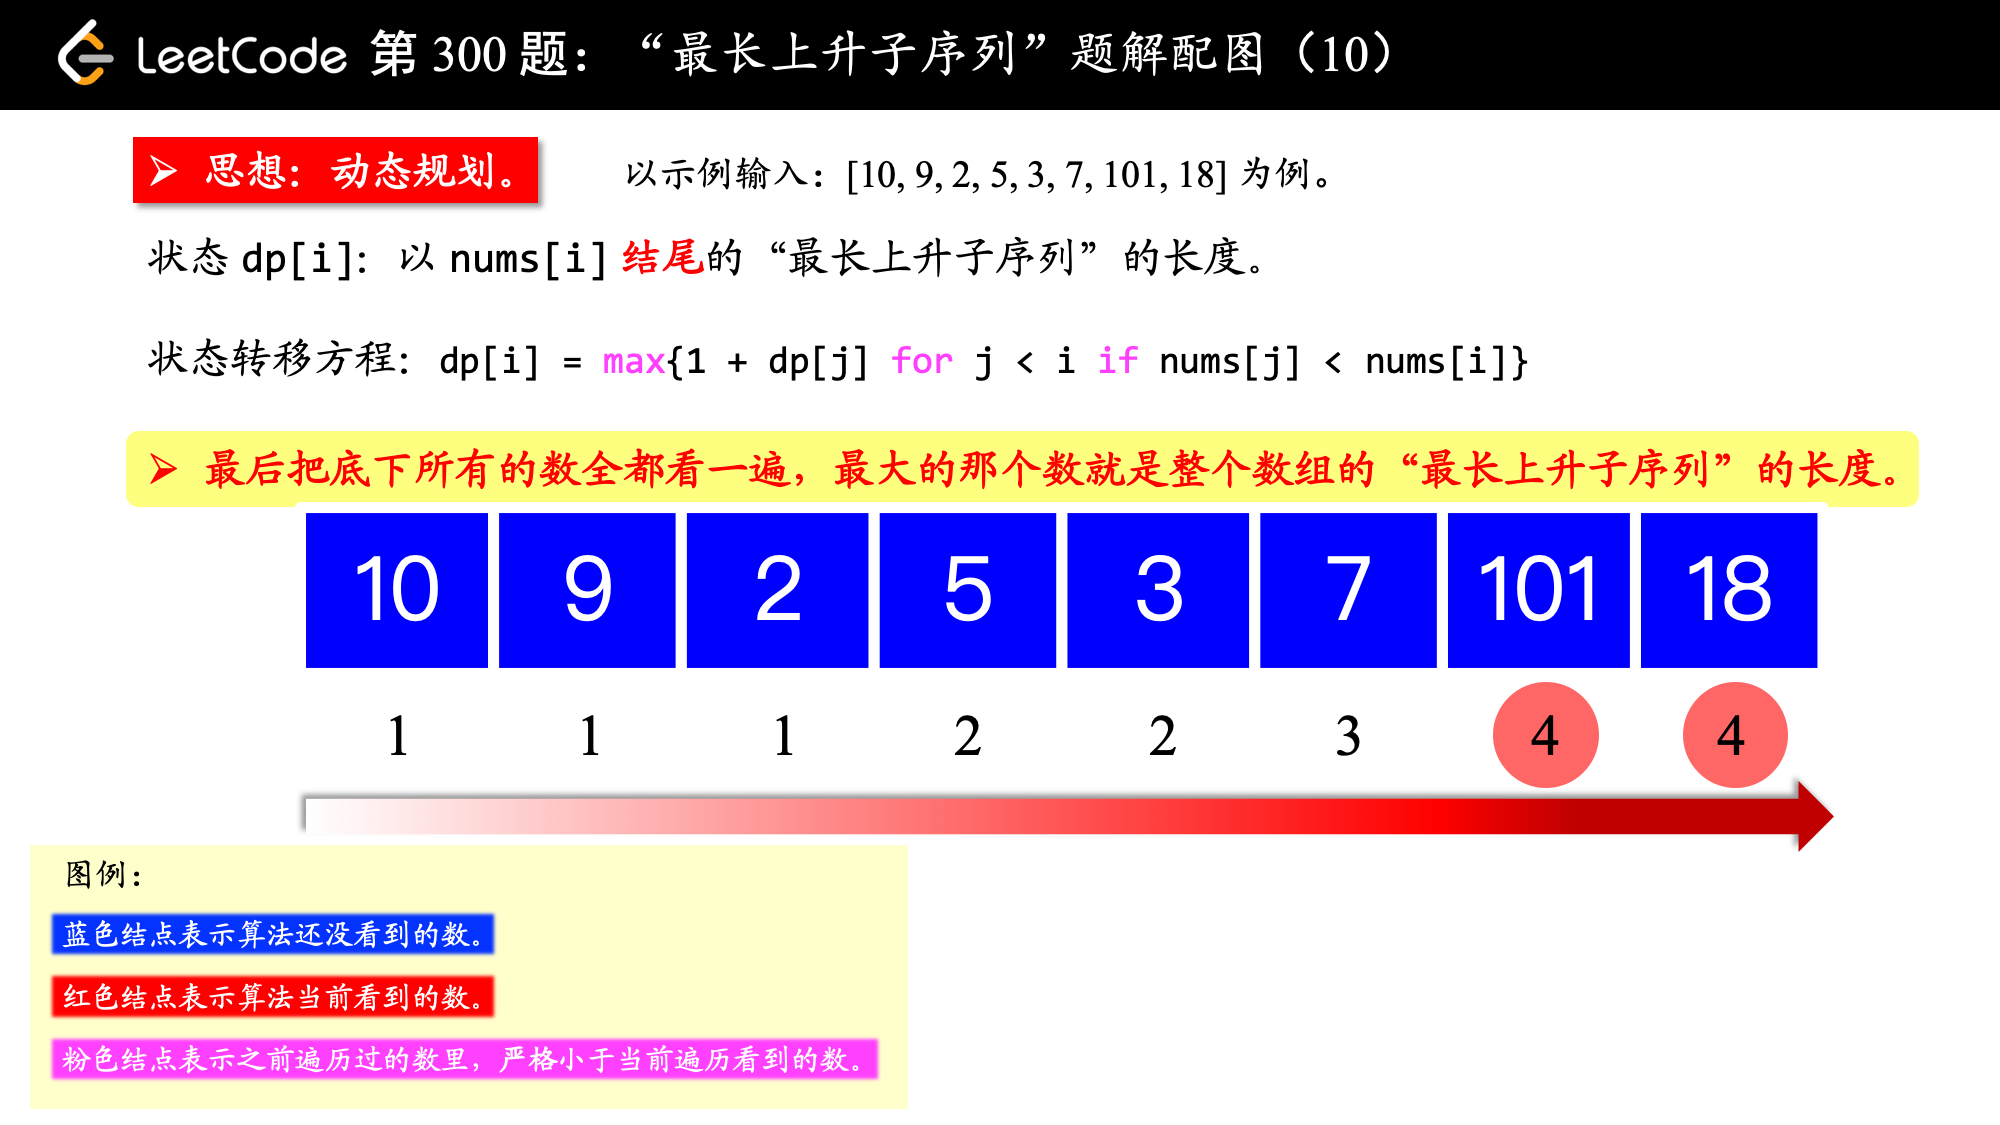 LeetCode 第 300 题：“最长上升子序列”题解配图（10）
➢ 思想：动态规划。
以示例输入：[10, 9, 2, 5, 3, 7, 101, 18] 为例。
状态 dp[i]：以 nums[i] 结尾的“最长上升子序列”的长度。
状态转移方程：dp[i] = max{1 + dp[j] for j < i if nums[j] < nums[i]}
➢ 最后把底下所有的数全都看一遍，最大的那个数就是整个数组的“最长上升子序列”的长度。
10 9 2 5 3 7 101 18
1 1 1 2 2 3 4 4
图例：
蓝色结点表示算法还没看到的数。
红色结点表示算法当前看到的数。
粉色结点表示之前遍历过的数里，严格小于当前遍历看到的数。